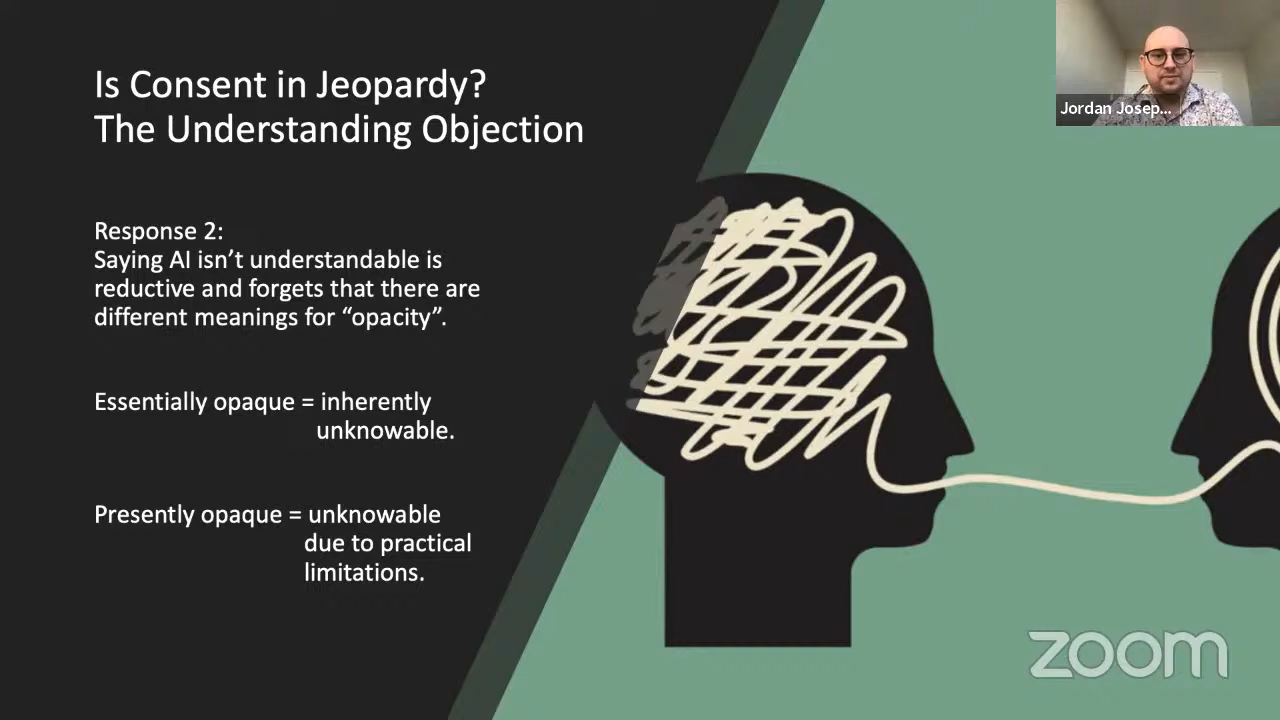 Is Consent in Jeopardy?
The Understanding Objection
Response 2:
Saying AI isn’t understandable is
reductive and forgets that there are
different meanings for “opacity”.
Essentially opaque = inherently
unknowable.
Presently opaque = unknowable
due to practical
limitations.
Jordan Josep...
zoom